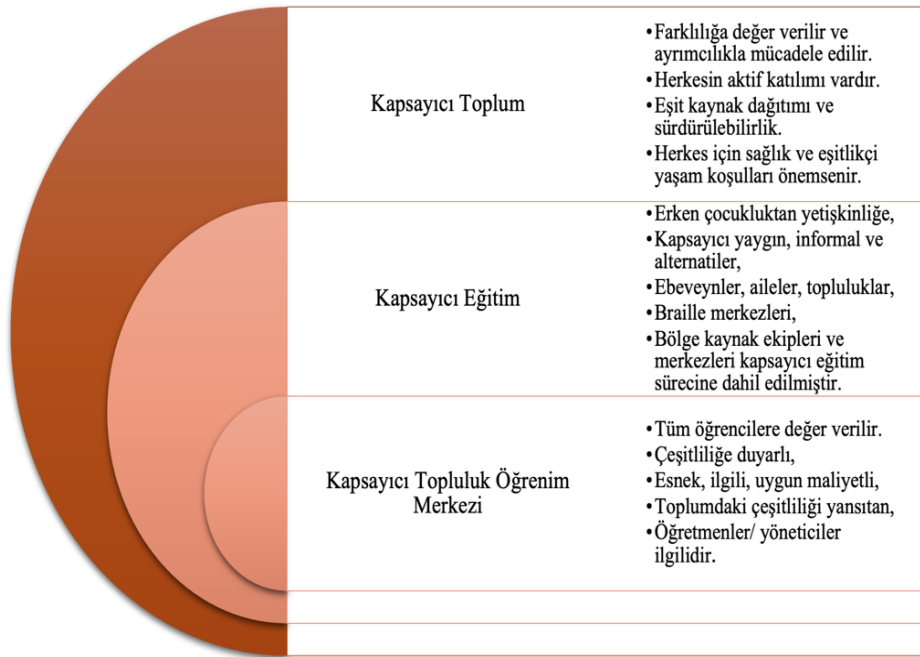 Kapsayıcı Toplum
•Farklılığa değer verilir ve
ayrımcılıkla mücadele edilir.
•Herkesin aktif katılımı vardır.
•Eşit kaynak dağıtımı ve
sürdürülebilirlik.
•Herkes için sağlık ve eşitlikçi
yaşam koşulları önemsenir.
Kapsayıcı Eğitim
•Erken çocukluktan yetişkinliğe,
•Kapsayıcı yaygın, informal ve
alternatiler,
•Ebeveynler, aileler, topluluklar,
•Braille merkezleri,
•Bölge kaynak ekipleri ve
merkezleri kapsayıcı eğitim
sürecine dahil edilmiştir.
Kapsayıcı Topluluk Öğrenim
Merkezi
•Tüm öğrencilere değer verilir.
•Çeşitliliğe duyarlı,
•Esnek, ilgili, uygun maliyetli,
•Toplumdaki çeşitliliği yansıtan,
•Öğretmenler/ yöneticiler
ilgilidir.